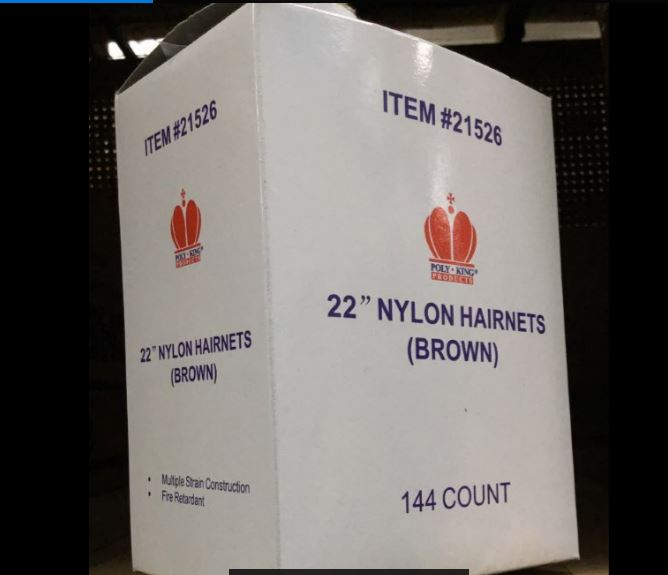 ITEM #21526
POLY•KING®
PRODUCTS
22" NYLON HAIRNETS
(BROWN)
• Multiple Strain Construction
• Fire Retardant
ITEM #21526
POLY•KING®
PRODUCTS
22" NYLON HAIRNETS
(BROWN)
144 COUNT